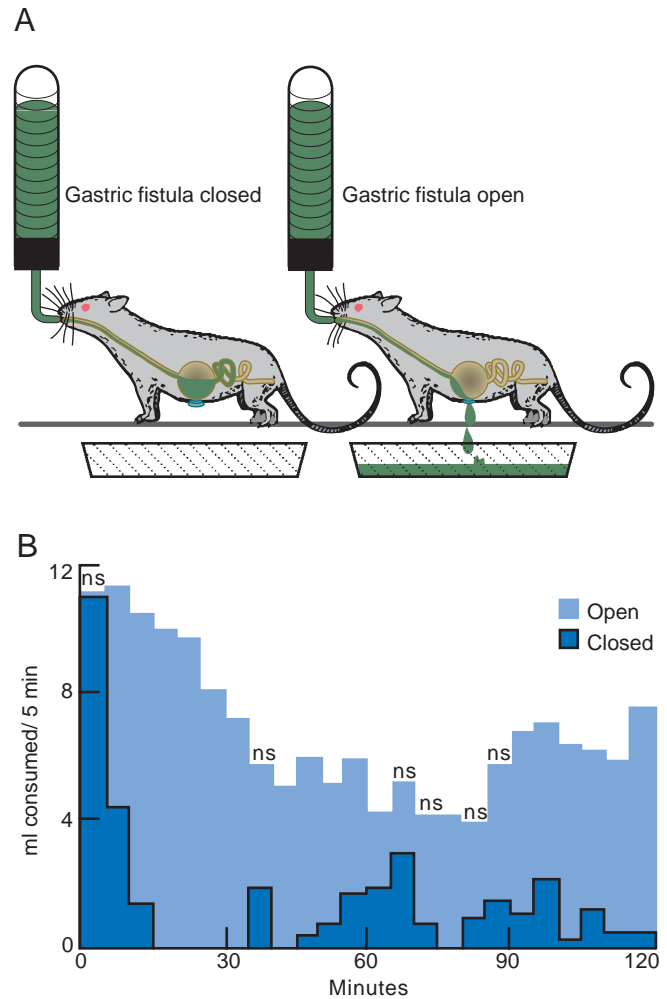 A
Gastric fistula closed
Gastric fistula open
B
12
8
4
0
ml consumed/ 5 min
ns
ns
ns
ns
ns
ns
Open
Closed
0
30
60
90
120
Minutes